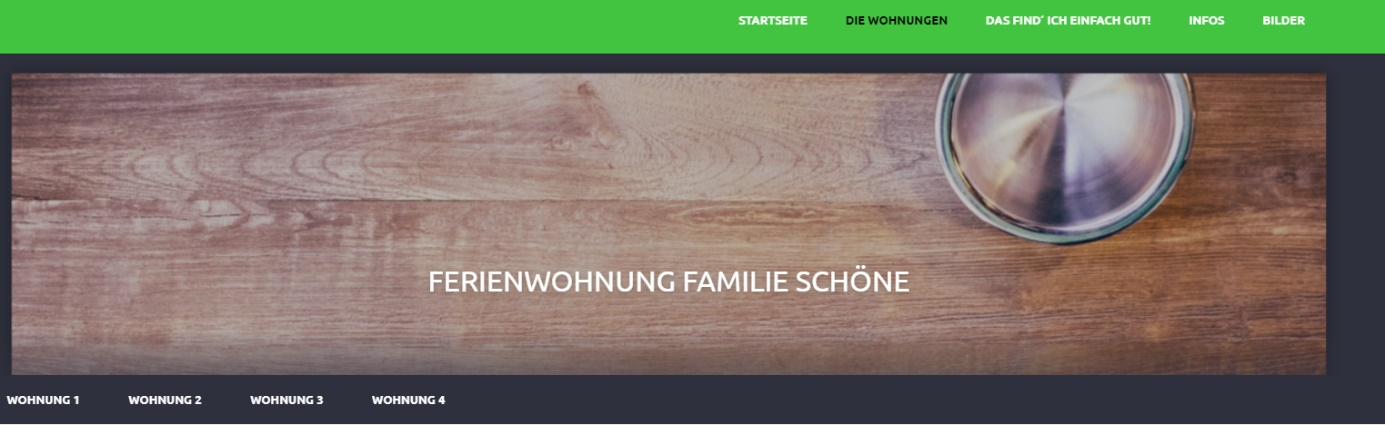 STARTSEITE DIE WOHNUNGEN DAS FIND´ ICH EINFACH GUT! INFOS BILDER
FERIENWOHNUNG FAMILIE SCHÖNE
WOHNUNG 1 WOHNUNG 2 WOHNUNG 3 WOHNUNG 4